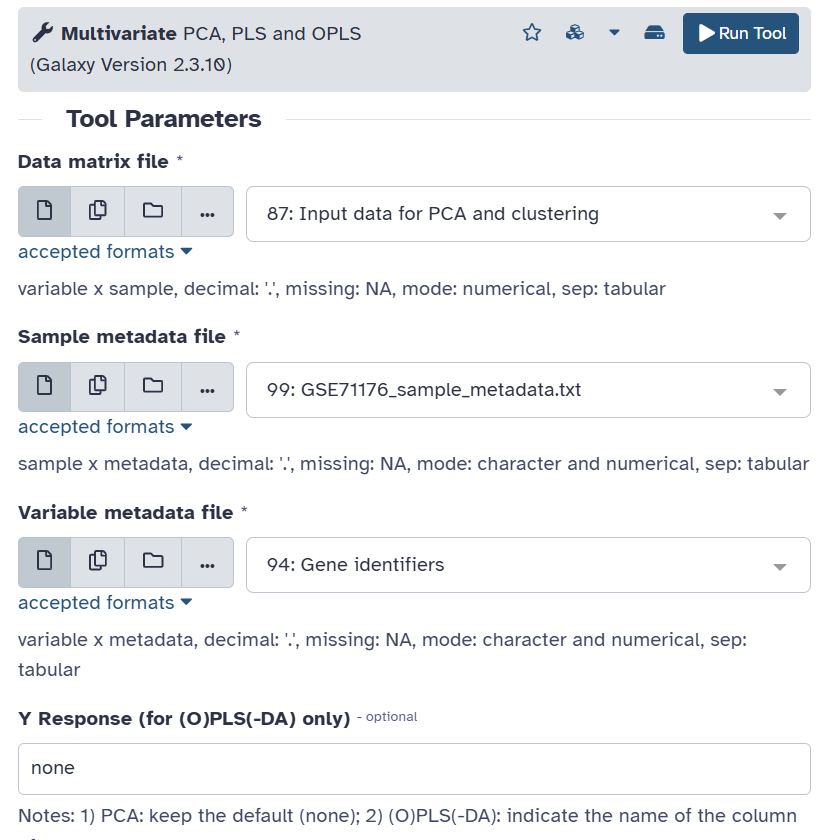 Multivariate PCA, PLS and OPLS
(Galaxy Version 2.3.10)
Run Tool
Tool Parameters
Data matrix file *
87: Input data for PCA and clustering
accepted formats
variable x sample, decimal: '.', missing: NA, mode: numerical, sep: tabular
Sample metadata file *
99: GSE71176_sample_metadata.txt
accepted formats
sample x metadata, decimal: '.', missing: NA, mode: character and numerical, sep: tabular
Variable metadata file *
94: Gene identifiers
accepted formats
variable x metadata, decimal: '.', missing: NA, mode: character and numerical, sep:
tabular
Y Response (for (O)PLS(-DA) only) - optional
none
Notes: 1) PCA: keep the default (none); 2) (O)PLS(-DA): indicate the name of the column